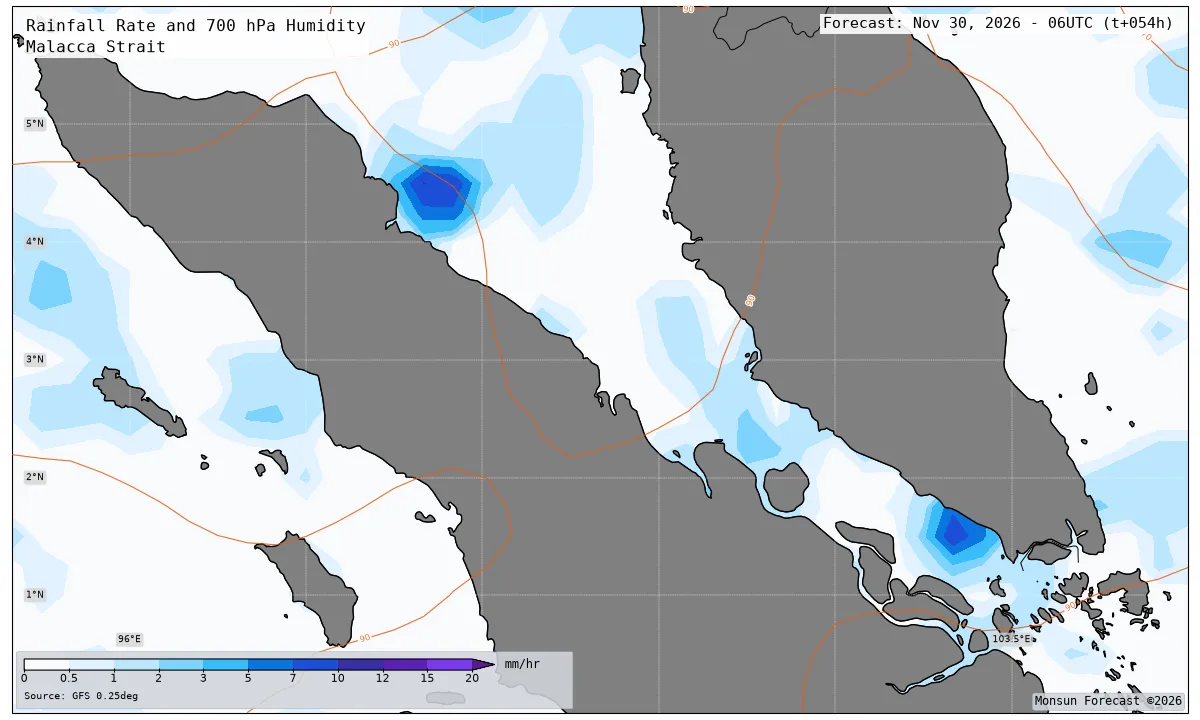 Rainfall Rate and 700 hPa Humidity
Malacca Strait
Forecast: Nov 30, 2026 - 06UTC (t+054h)
90
90
5°N
4°N
90
3°N
2°N
1°N
90
90
96°E
103.5°E
mm/hr
0 0.5 1 2 3 5 7 10 12 15 20
Source: GFS 0.25deg
Monsun Forecast ©2026